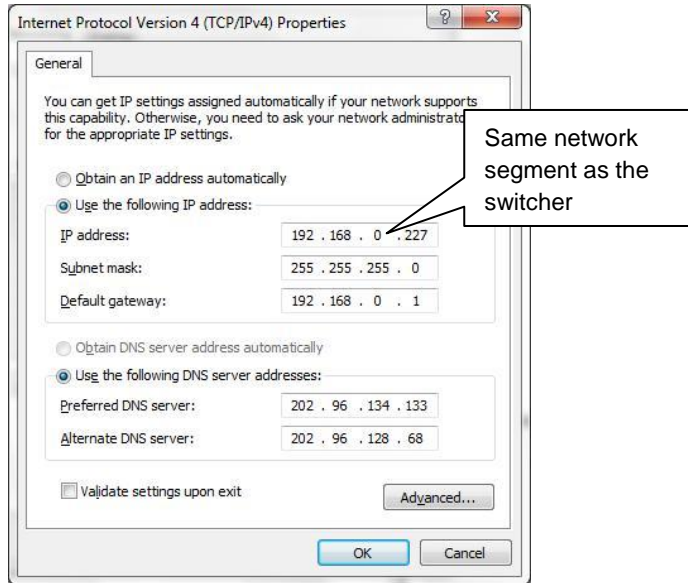 Internet Protocol Version 4 (TCP/IPv4) Properties
General
You can get IP settings assigned automatically if your network supports
this capability. Otherwise, you need to ask your network administrato
for the appropriate IP settings.
Same network
segment as the
switcher
Obtain an IP address automatically
Use the following IP address:
IP address: 192 . 168 . 0 . 227
Subnet mask: 255 . 255 . 255 . 0
Default gateway: 192 . 168 . 0 . 1
Obtain DNS server address automatically
Use the following DNS server addresses:
Preferred DNS server: 202 . 96 . 134 . 133
Alternate DNS server: 202 . 96 . 128 . 68
Validate settings upon exit
Advanced...
OK Cancel